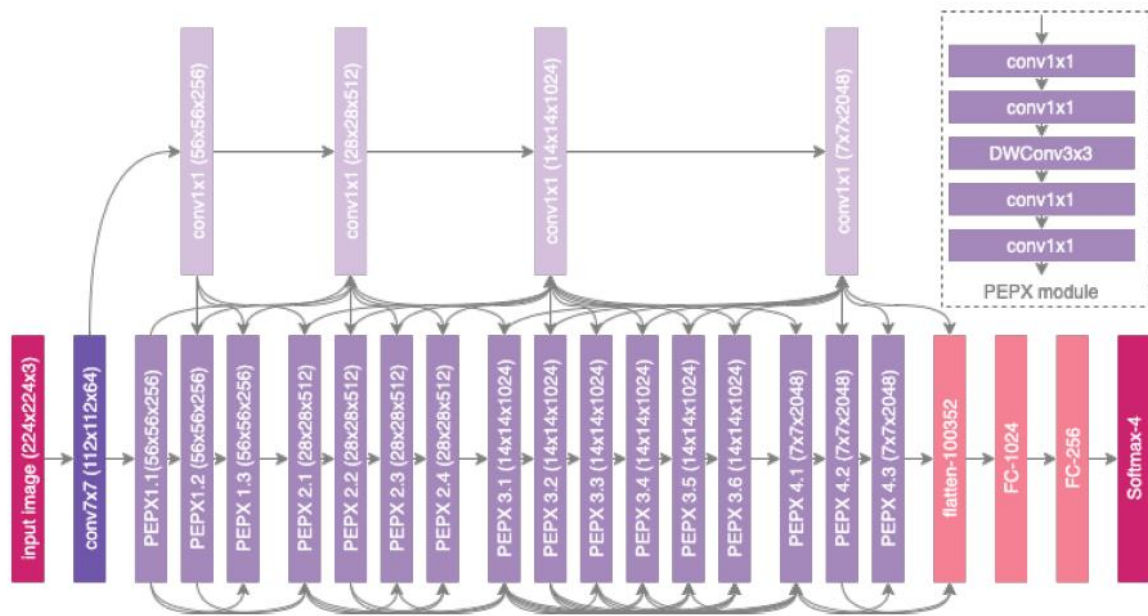 conv1x1 (56x56x256)
conv1x1 (28x28x512)
conv1x1 (14x14x1024)
conv1x1 (7x7x2048)
conv1x1
conv1x1
DWConv3x3
conv1x1
conv1x1
PEPX module
input image (224x224x3)
conv7x7 (112x112x64)
PEPX1.1 (56x56x256)
PEPX1.2 (56x56x256)
PEPX 1.3 (56x56x256)
PEPX 2.1 (28x28x512)
PEPX 2.2 (28x28x512)
PEPX 2.3 (28x28x512)
PEPX 2.4 (28x28x512)
PEPX 3.1 (14x14x1024)
PEPX 3.2 (14x14x1024)
PEPX 3.3 (14x14x1024)
PEPX 3.4 (14x14x1024)
PEPX 3.5 (14x14x1024)
PEPX 3.6 (14x14x1024)
PEPX 4.1 (7x7x2048)
PEPX 4.2 (7x7x2048)
PEPX 4.3 (7x7x2048)
flatten-100352
FC-1024
FC-256
Softmax-4